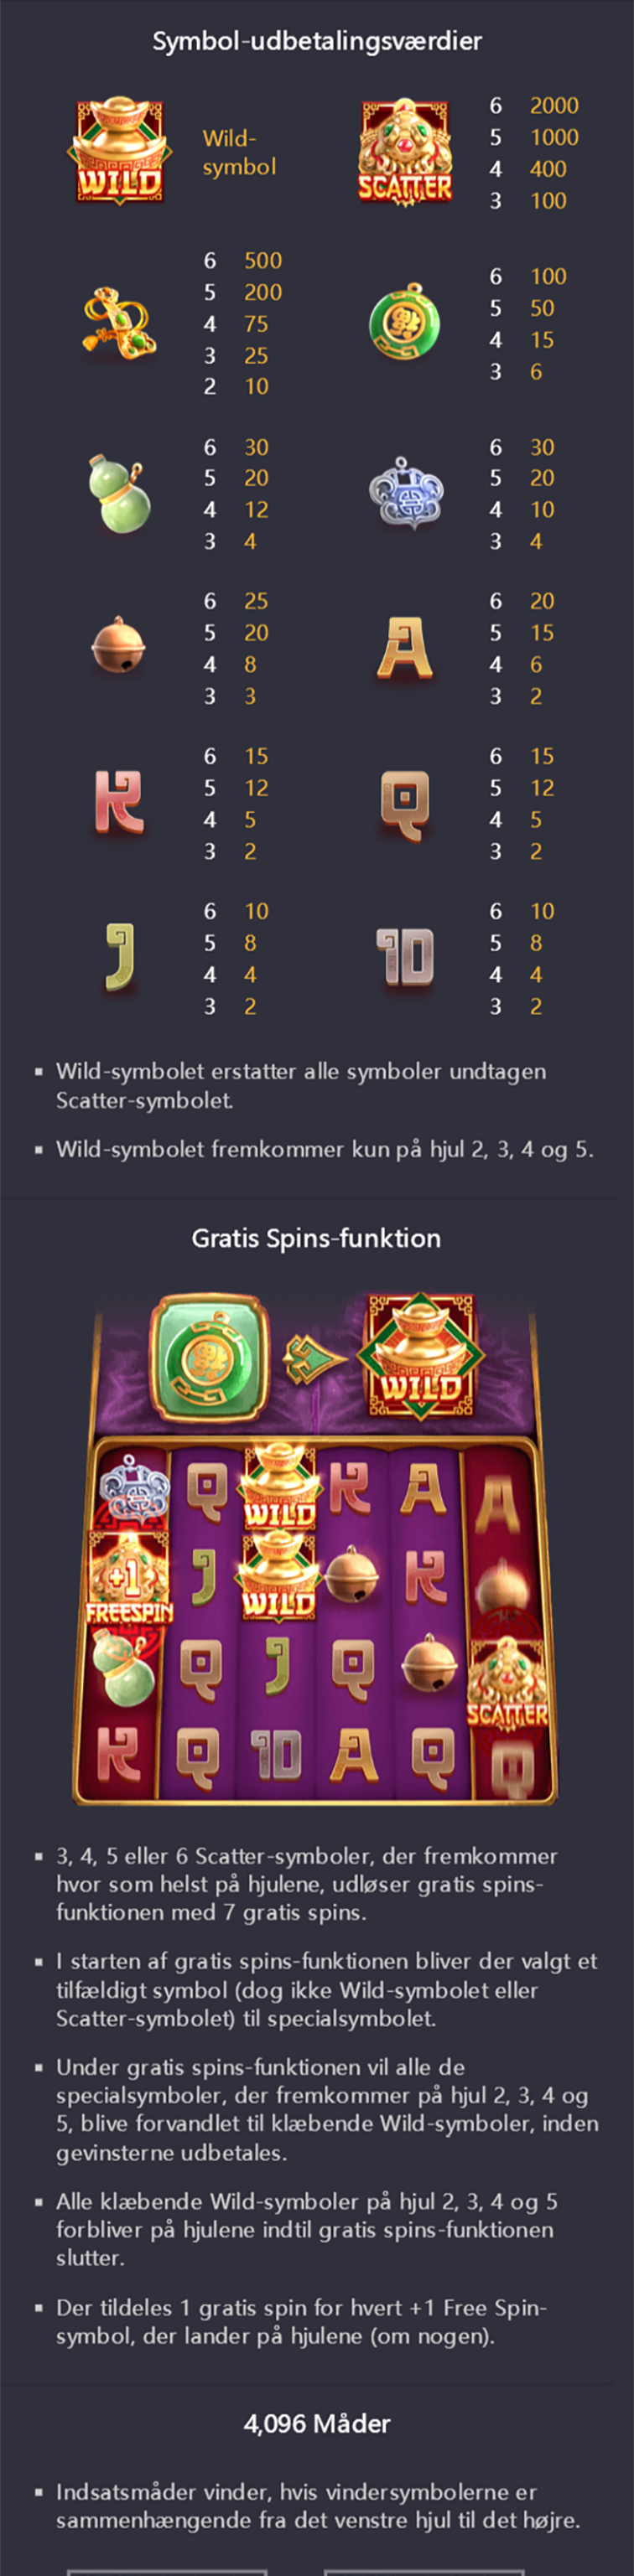 Symbol-udbetalingsværdier
WILD
Wild-
symbol
SCATTER
6 2000
5 1000
4 400
3 100
6 500
5 200
4 75
3 25
2 10
6 100
5 50
4 15
3 6
6 30
5 20
4 12
3 4
6 30
5 20
4 10
3 4
6 25
5 20
4 8
3 3
A
6 20
5 15
4 6
3 2
K
6 15
5 12
4 5
3 2
Q
6 15
5 12
4 5
3 2
J
6 10
5 8
4 4
3 2
10
6 10
5 8
4 4
3 2
▪ Wild-symbolet erstatter alle symboler undtagen
Scatter-symbolet.
▪ Wild-symbolet fremkommer kun på hjul 2, 3, 4 og 5.
Gratis Spins-funktion
WILD
Q WILD K A A
+1
FREESPIN J WILD K
Q J Q SCATTER
K Q 10 A Q Q
▪ 3, 4, 5 eller 6 Scatter-symboler, der fremkommer
hvor som helst på hjulene, udløser gratis spins-
funktionen med 7 gratis spins.
▪ I starten af gratis spins-funktionen bliver der valgt et
tilfældigt symbol (dog ikke Wild-symbolet eller
Scatter-symbolet) til specialsymbolet.
▪ Under gratis spins-funktionen vil alle de
specialsymboler, der fremkommer på hjul 2, 3, 4 og
5, blive forvandlet til klæbende Wild-symboler, inden
gevinsterne udbetales.
▪ Alle klæbende Wild-symboler på hjul 2, 3, 4 og 5
forbliver på hjulene indtil gratis spins-funktionen
slutter.
▪ Der tildeles 1 gratis spin for hvert +1 Free Spin-
symbol, der lander på hjulene (om nogen).
4,096 Måder
▪ Indsatsmåder vinder, hvis vindersymbolerne er
sammenhængende fra det venstre hjul til det højre.